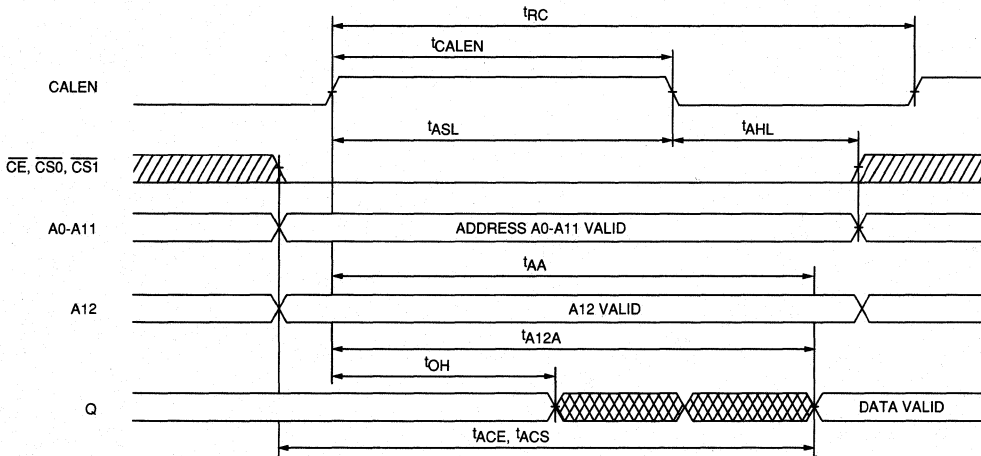 tRC
tCALEN
CALEN
tASL
tAHL
CE, CS0, CS1
A0-A11
ADDRESS A0-A11 VALID
tAA
A12
A12 VALID
tA12A
tOH
Q
DATA VALID
tACE, tACS